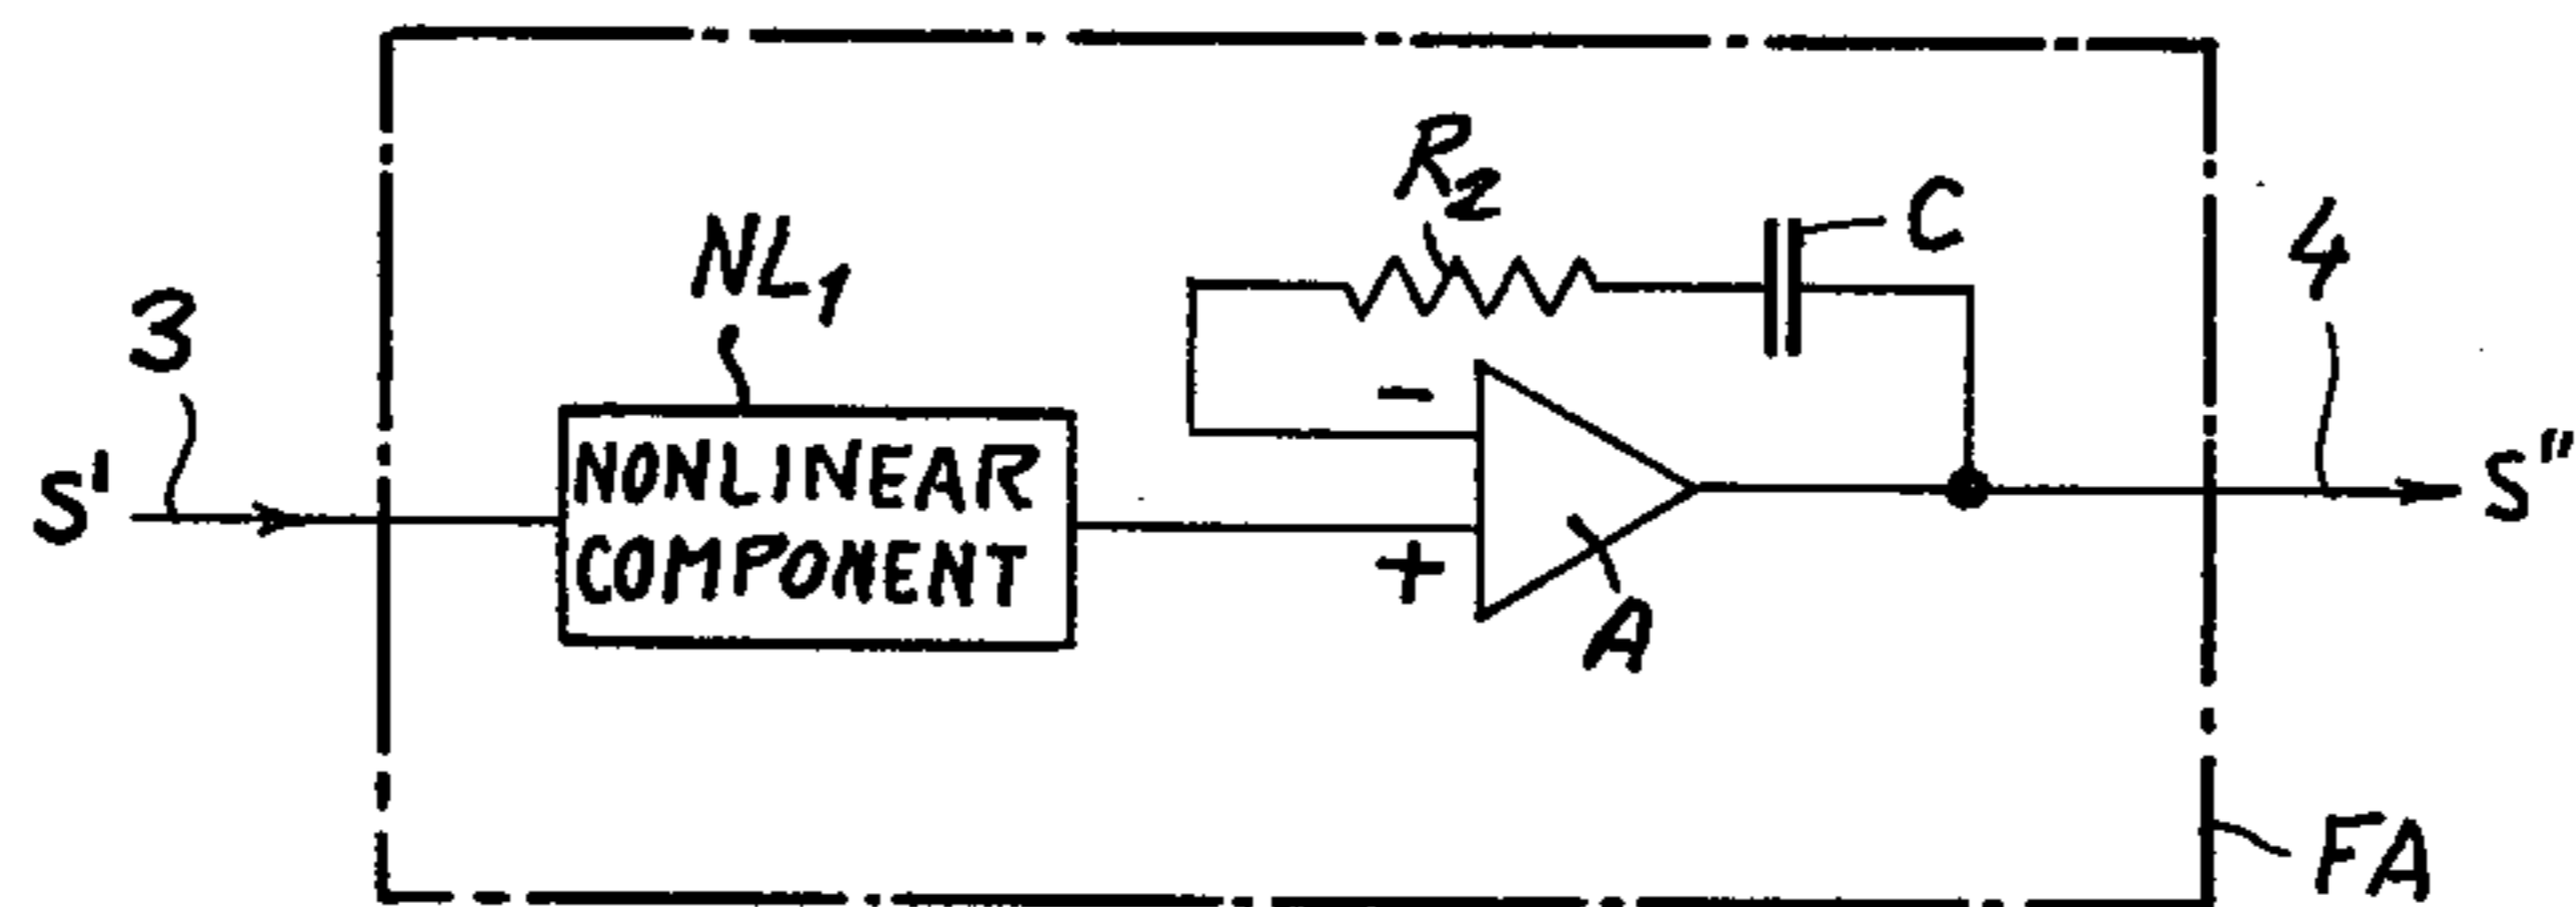 R2
C
NL1
4
3
-
S'
NONLINEAR
COMPONENT
S"
+
A
FA